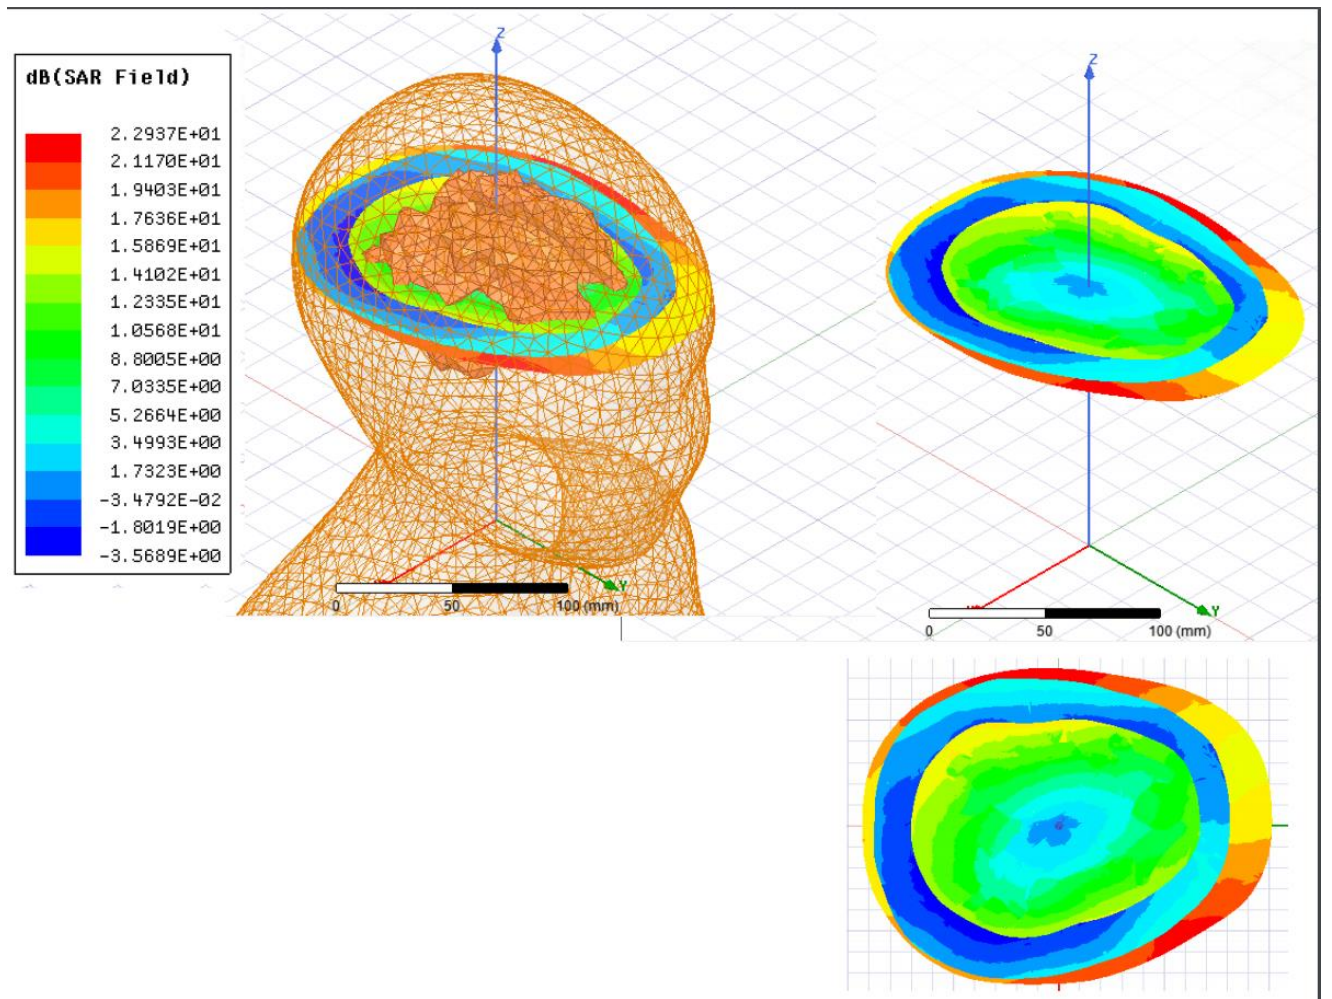 dB(SAR Field)
2.2937E+01
2.1170E+01
1.9403E+01
1.7636E+01
1.5869E+01
1.4102E+01
1.2335E+01
1.0568E+01
8.8005E+00
7.0335E+00
5.2664E+00
3.4993E+00
1.7323E+00
-3.4792E-02
-1.8019E+00
-3.5689E+00
Z
Y
0 50 100 (mm)
Z
Y
0 50 100 (mm)